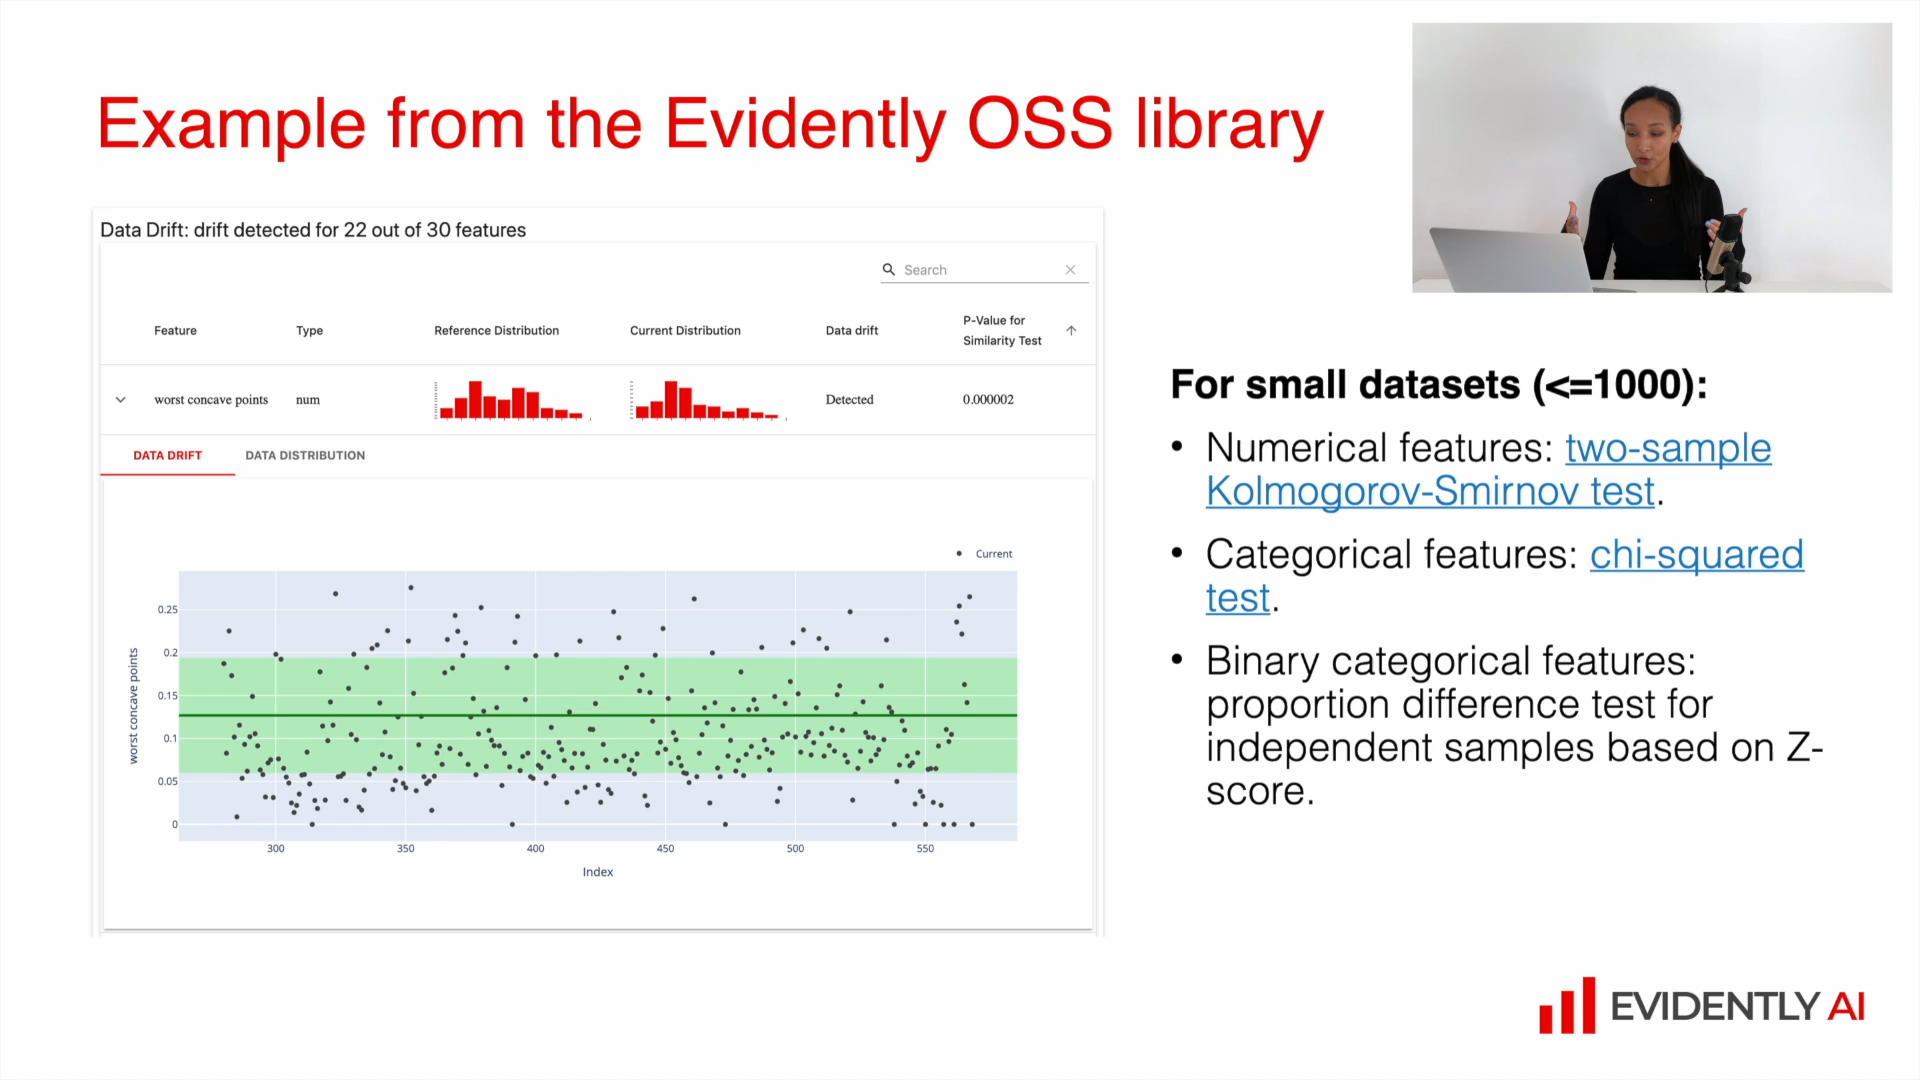 Example from the Evidently OSS library
Data Drift: drift detected for 22 out of 30 features
Search
Feature
Type
Reference Distribution
Current Distribution
Data drift
P-Value for
Similarity Test
worst concave points
num
Detected
0.000002
DATA DRIFT
DATA DISTRIBUTION
Current
0.25
0.2
0.15
0.1
0.05
0
worst concave points
300
350
400
450
500
550
Index
For small datasets (<=1000):
• Numerical features: two-sample
Kolmogorov-Smirnov test.
• Categorical features: chi-squared
test.
• Binary categorical features:
proportion difference test for
independent samples based on Z-
score.
EVIDENTLY AI